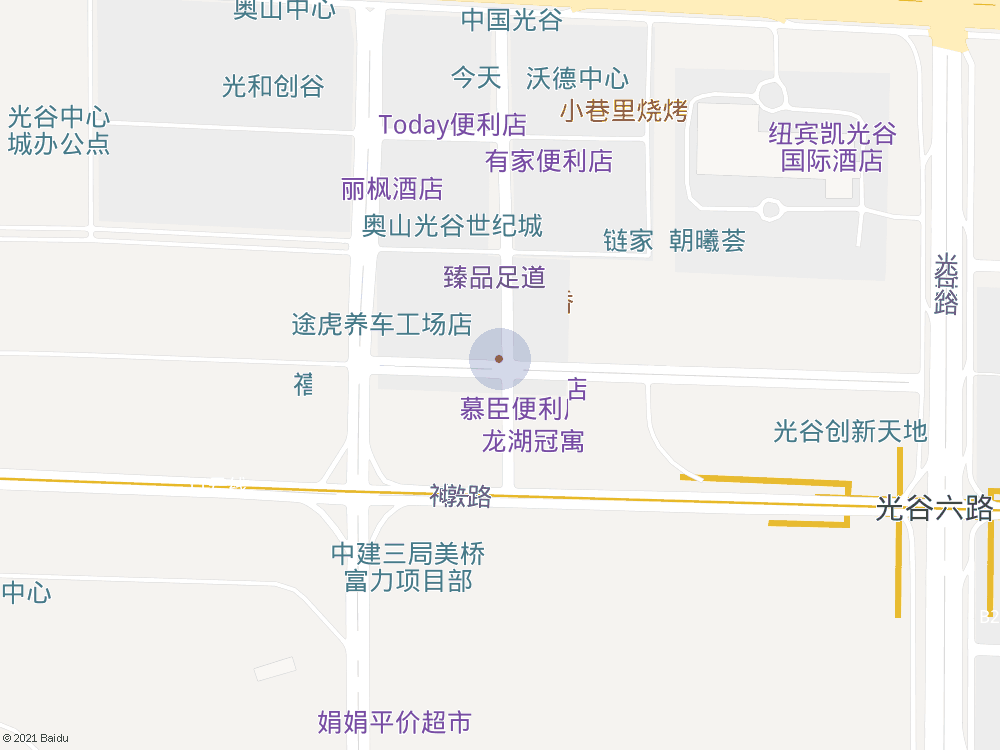 奥山中心
中国光谷
光和创谷
今天
沃德中心
小巷里烧烤
光谷中心
城办公点
Today便利店
纽宾凯光谷
国际酒店
有家便利店
丽枫酒店
奥山光谷世纪城
链家
朝曦荟
臻品足道
途虎养车工场店
店
慕臣便利
龙湖冠寓
光谷创新天地
神敦路
光谷六路
中建三局美桥
富力项目部
中心
娟娟平价超市
B2
© 2021 Baidu